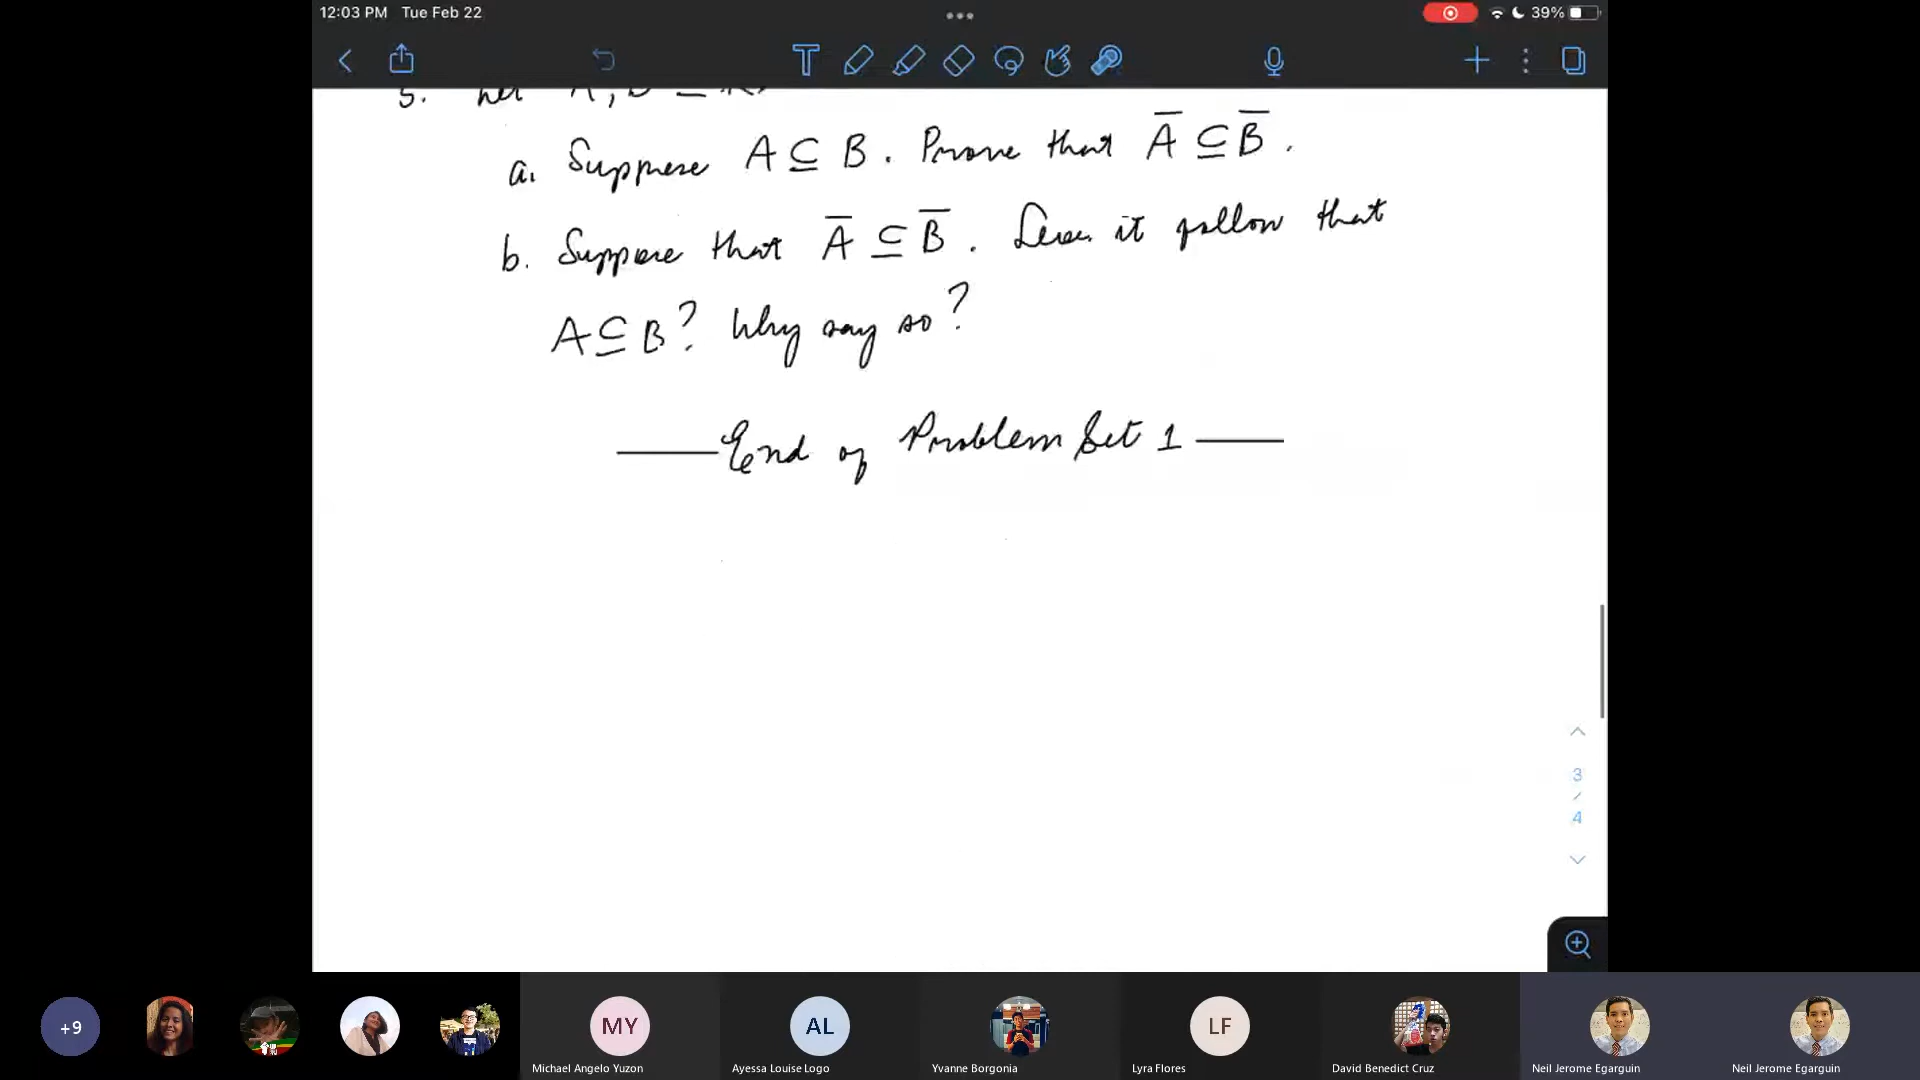 12:03 PM Tue Feb 22
39%
5. Let A, B ⊆ ℝ.
a. Suppose A ⊆ B. Prove that A̅ ⊆ B̅.
b. Suppose that A̅ ⊆ B̅. Does it follow that
A ⊆ B? Why say so?
End of Problem Set 1
3
/
4
+9
MY
AL
LF
Michael Angelo Yuzon
Ayessa Louise Logo
Yvanne Borgonia
Lyra Flores
David Benedict Cruz
Neil Jerome Egarguin
Neil Jerome Egarguin